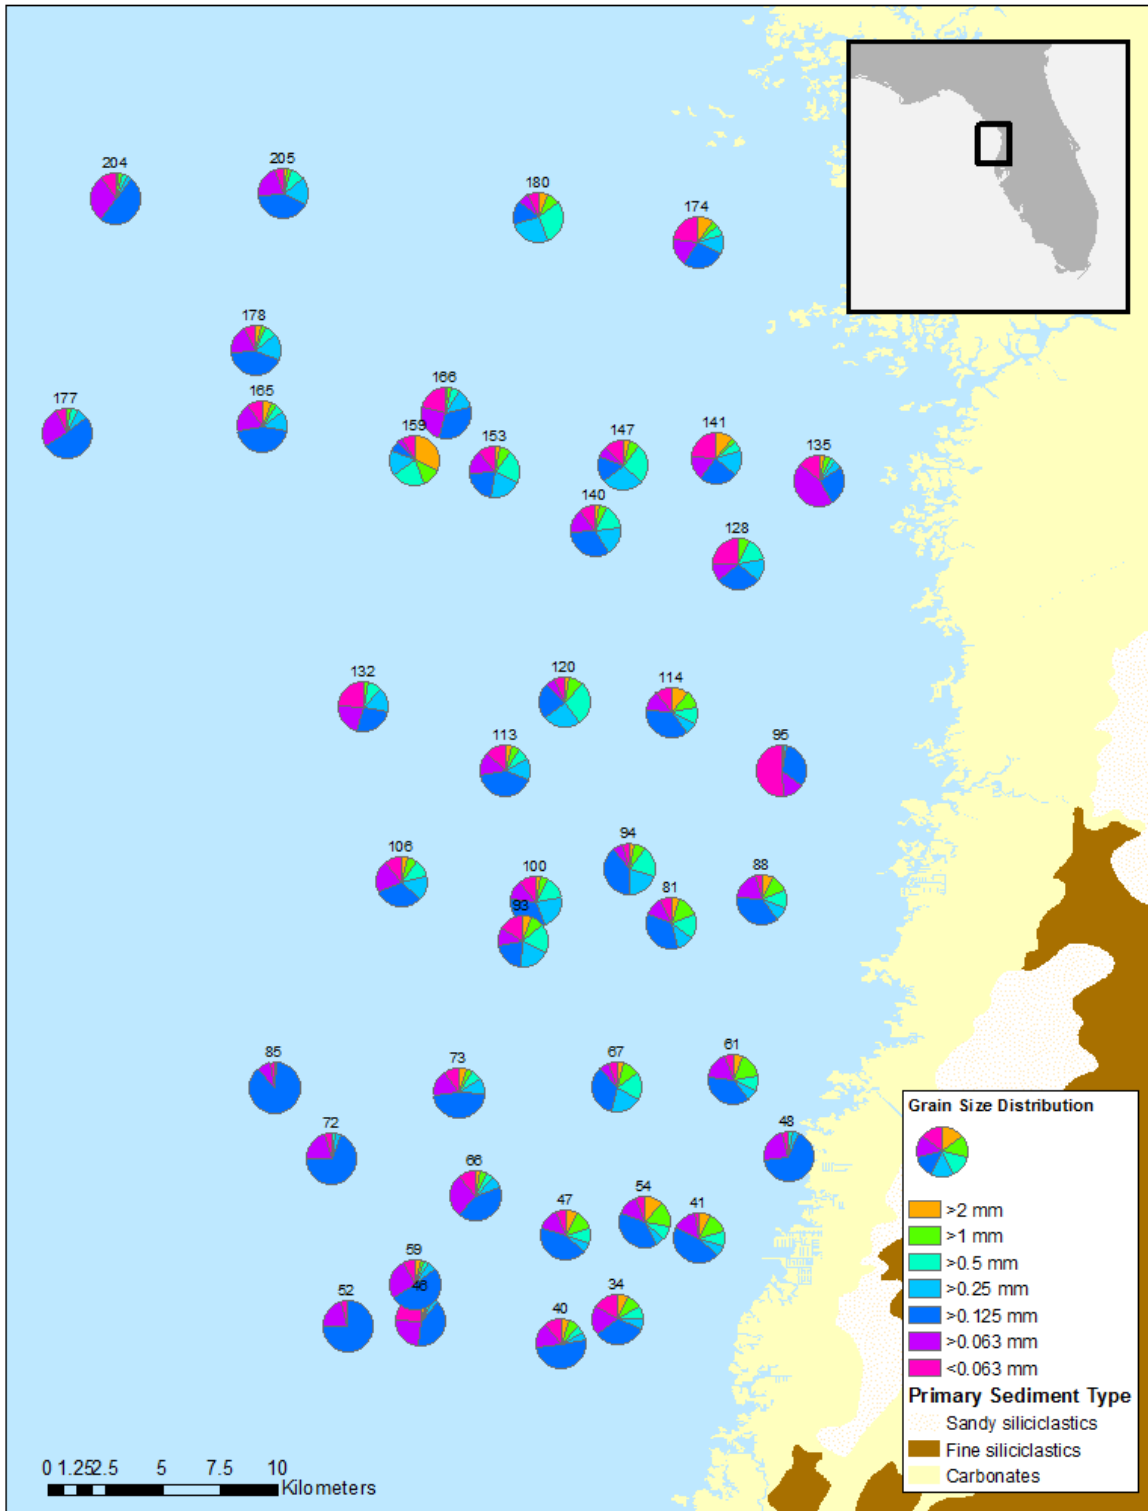 204
205
180
174
178
177
165
166
159
153
147
141
135
140
128
132
120
114
113
95
106
100
94
88
93
81
85
73
67
61
72
48
66
47
54
41
59
52
46
40
34
Grain Size Distribution
>2 mm
>1 mm
>0.5 mm
>0.25 mm
>0.125 mm
>0.063 mm
<0.063 mm
Primary Sediment Type
Sandy siliciclastics
Fine siliciclastics
Carbonates
0 1.25 2.5 5 7.5 10
Kilometers